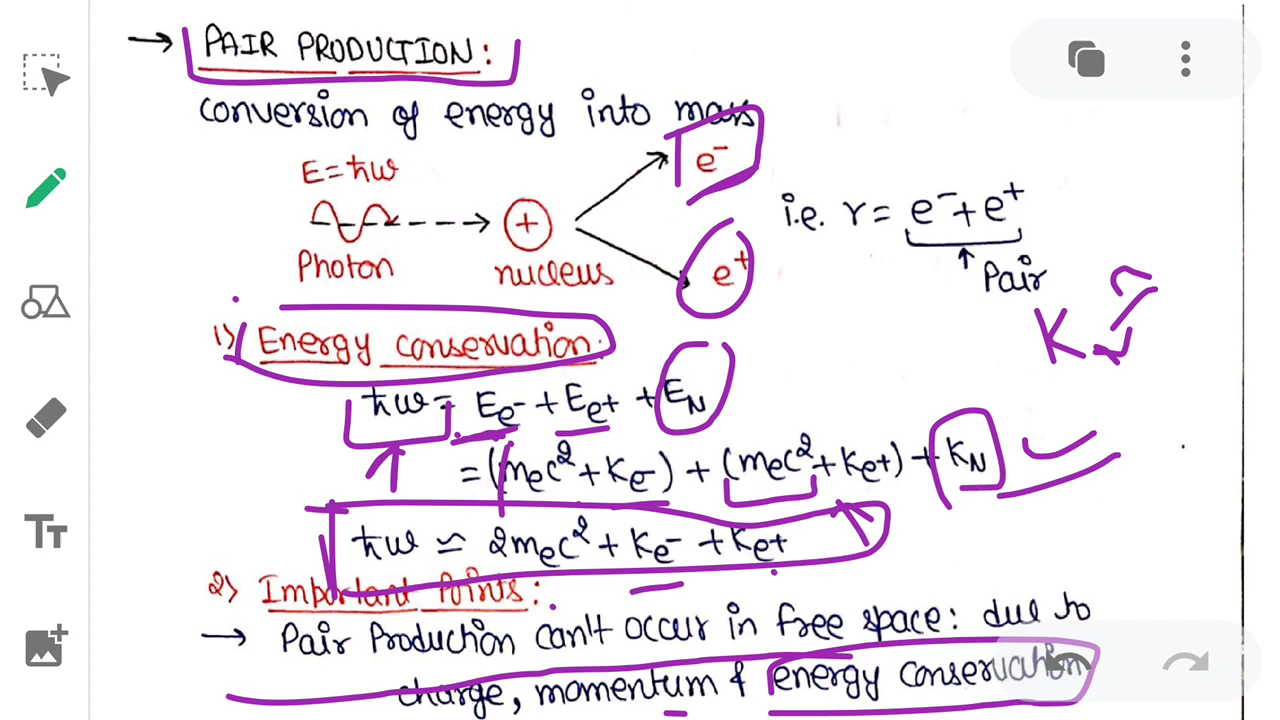 → PAIR PRODUCTION:
conversion of energy into mass
E=ħω
Photon
+
nucleus
e⁻
e⁺
i.e. γ = e⁻+e⁺
Pair
K
1) Energy conservation
ħω = Ee⁻ + Ee⁺ + EN
=(mec²+Ke⁻) + (mec²+Ke⁺) + KN
ħω ≃ 2mec² + Ke⁻ + Ke⁺
2) Important Points:
→ Pair Production can't occur in free space: due to
charge, momentum & energy conservation
TT